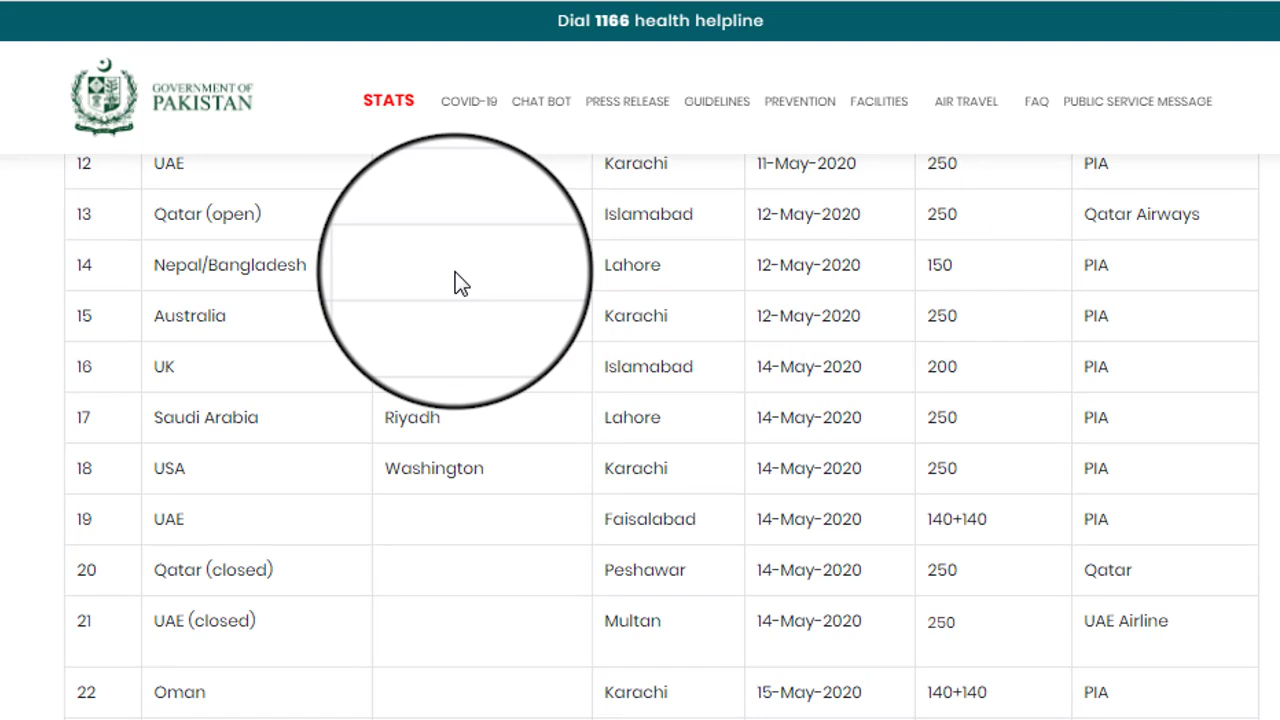 Dial 1166 health helpline
GOVERNMENT OF
PAKISTAN
STATS COVID-19 CHAT BOT PRESS RELEASE GUIDELINES PREVENTION FACILITIES AIR TRAVEL FAQ PUBLIC SERVICE MESSAGE
12 UAE Karachi 11-May-2020 250 PIA
13 Qatar (open) Islamabad 12-May-2020 250 Qatar Airways
14 Nepal/Bangladesh Lahore 12-May-2020 150 PIA
15 Australia Karachi 12-May-2020 250 PIA
16 UK Islamabad 14-May-2020 200 PIA
17 Saudi Arabia Riyadh Lahore 14-May-2020 250 PIA
18 USA Washington Karachi 14-May-2020 250 PIA
19 UAE Faisalabad 14-May-2020 140+140 PIA
20 Qatar (closed) Peshawar 14-May-2020 250 Qatar
21 UAE (closed) Multan 14-May-2020 250 UAE Airline
22 Oman Karachi 15-May-2020 140+140 PIA